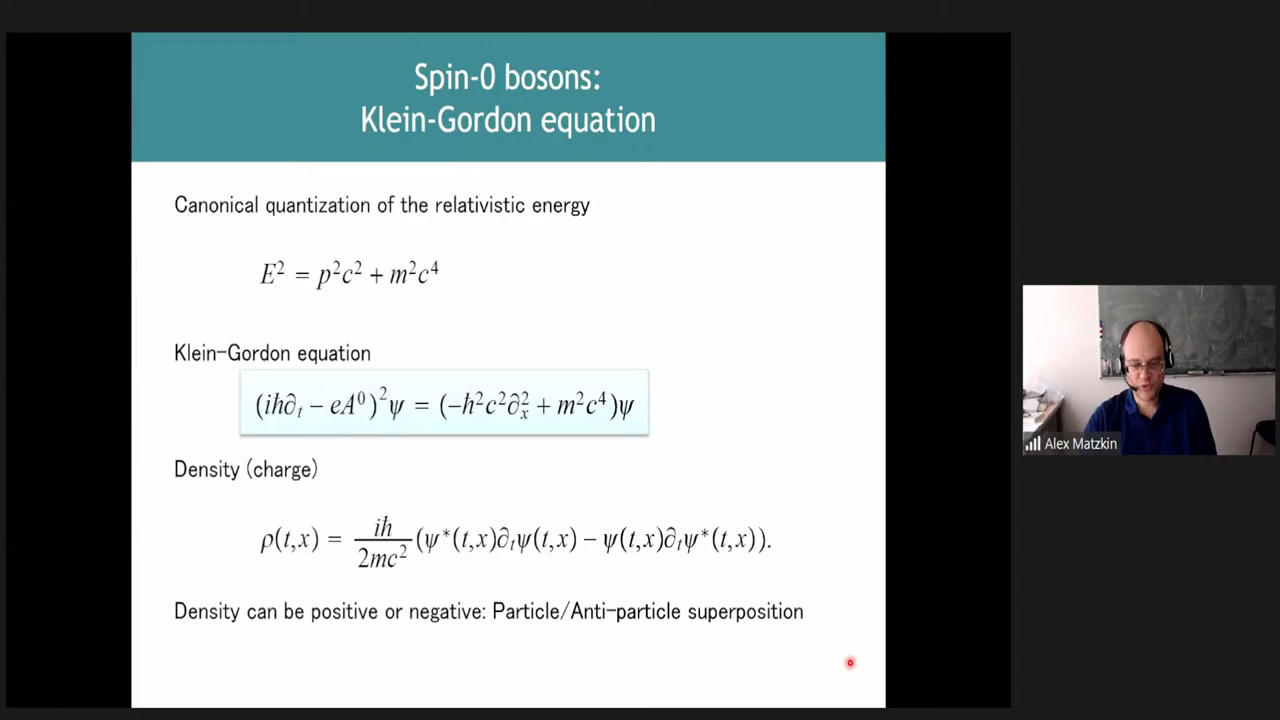 Spin-0 bosons:
Klein-Gordon equation
Canonical quantization of the relativistic energy
E² = p²c² + m²c⁴
Klein-Gordon equation
(iħ∂ₜ − eA⁰)²ψ = (−ħ²c²∂ₓ² + m²c⁴)ψ
Density (charge)
ρ(t,x) = iħ/2mc² (ψ*(t,x)∂ₜψ(t,x) − ψ(t,x)∂ₜψ*(t,x)).
Density can be positive or negative: Particle/Anti-particle superposition
Alex Matzkin